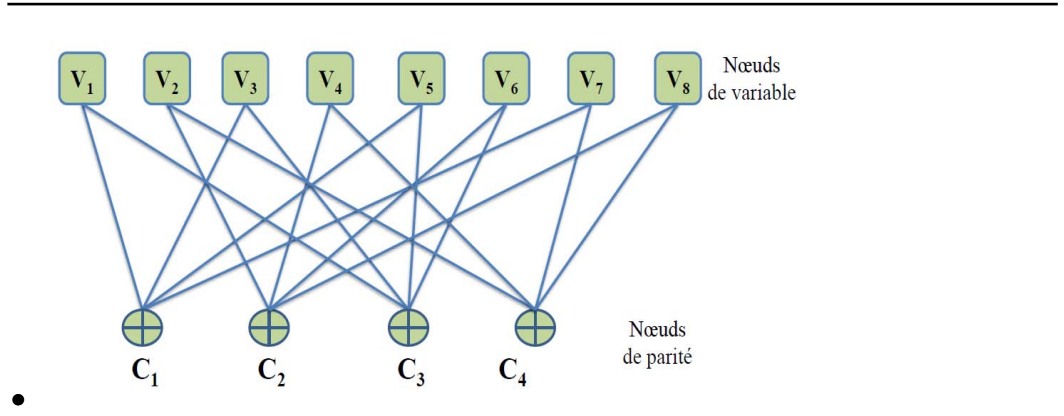 V1 V2 V3 V4 V5 V6 V7 V8
Nœuds
de variable
Nœuds
de parité
C1 C2 C3 C4